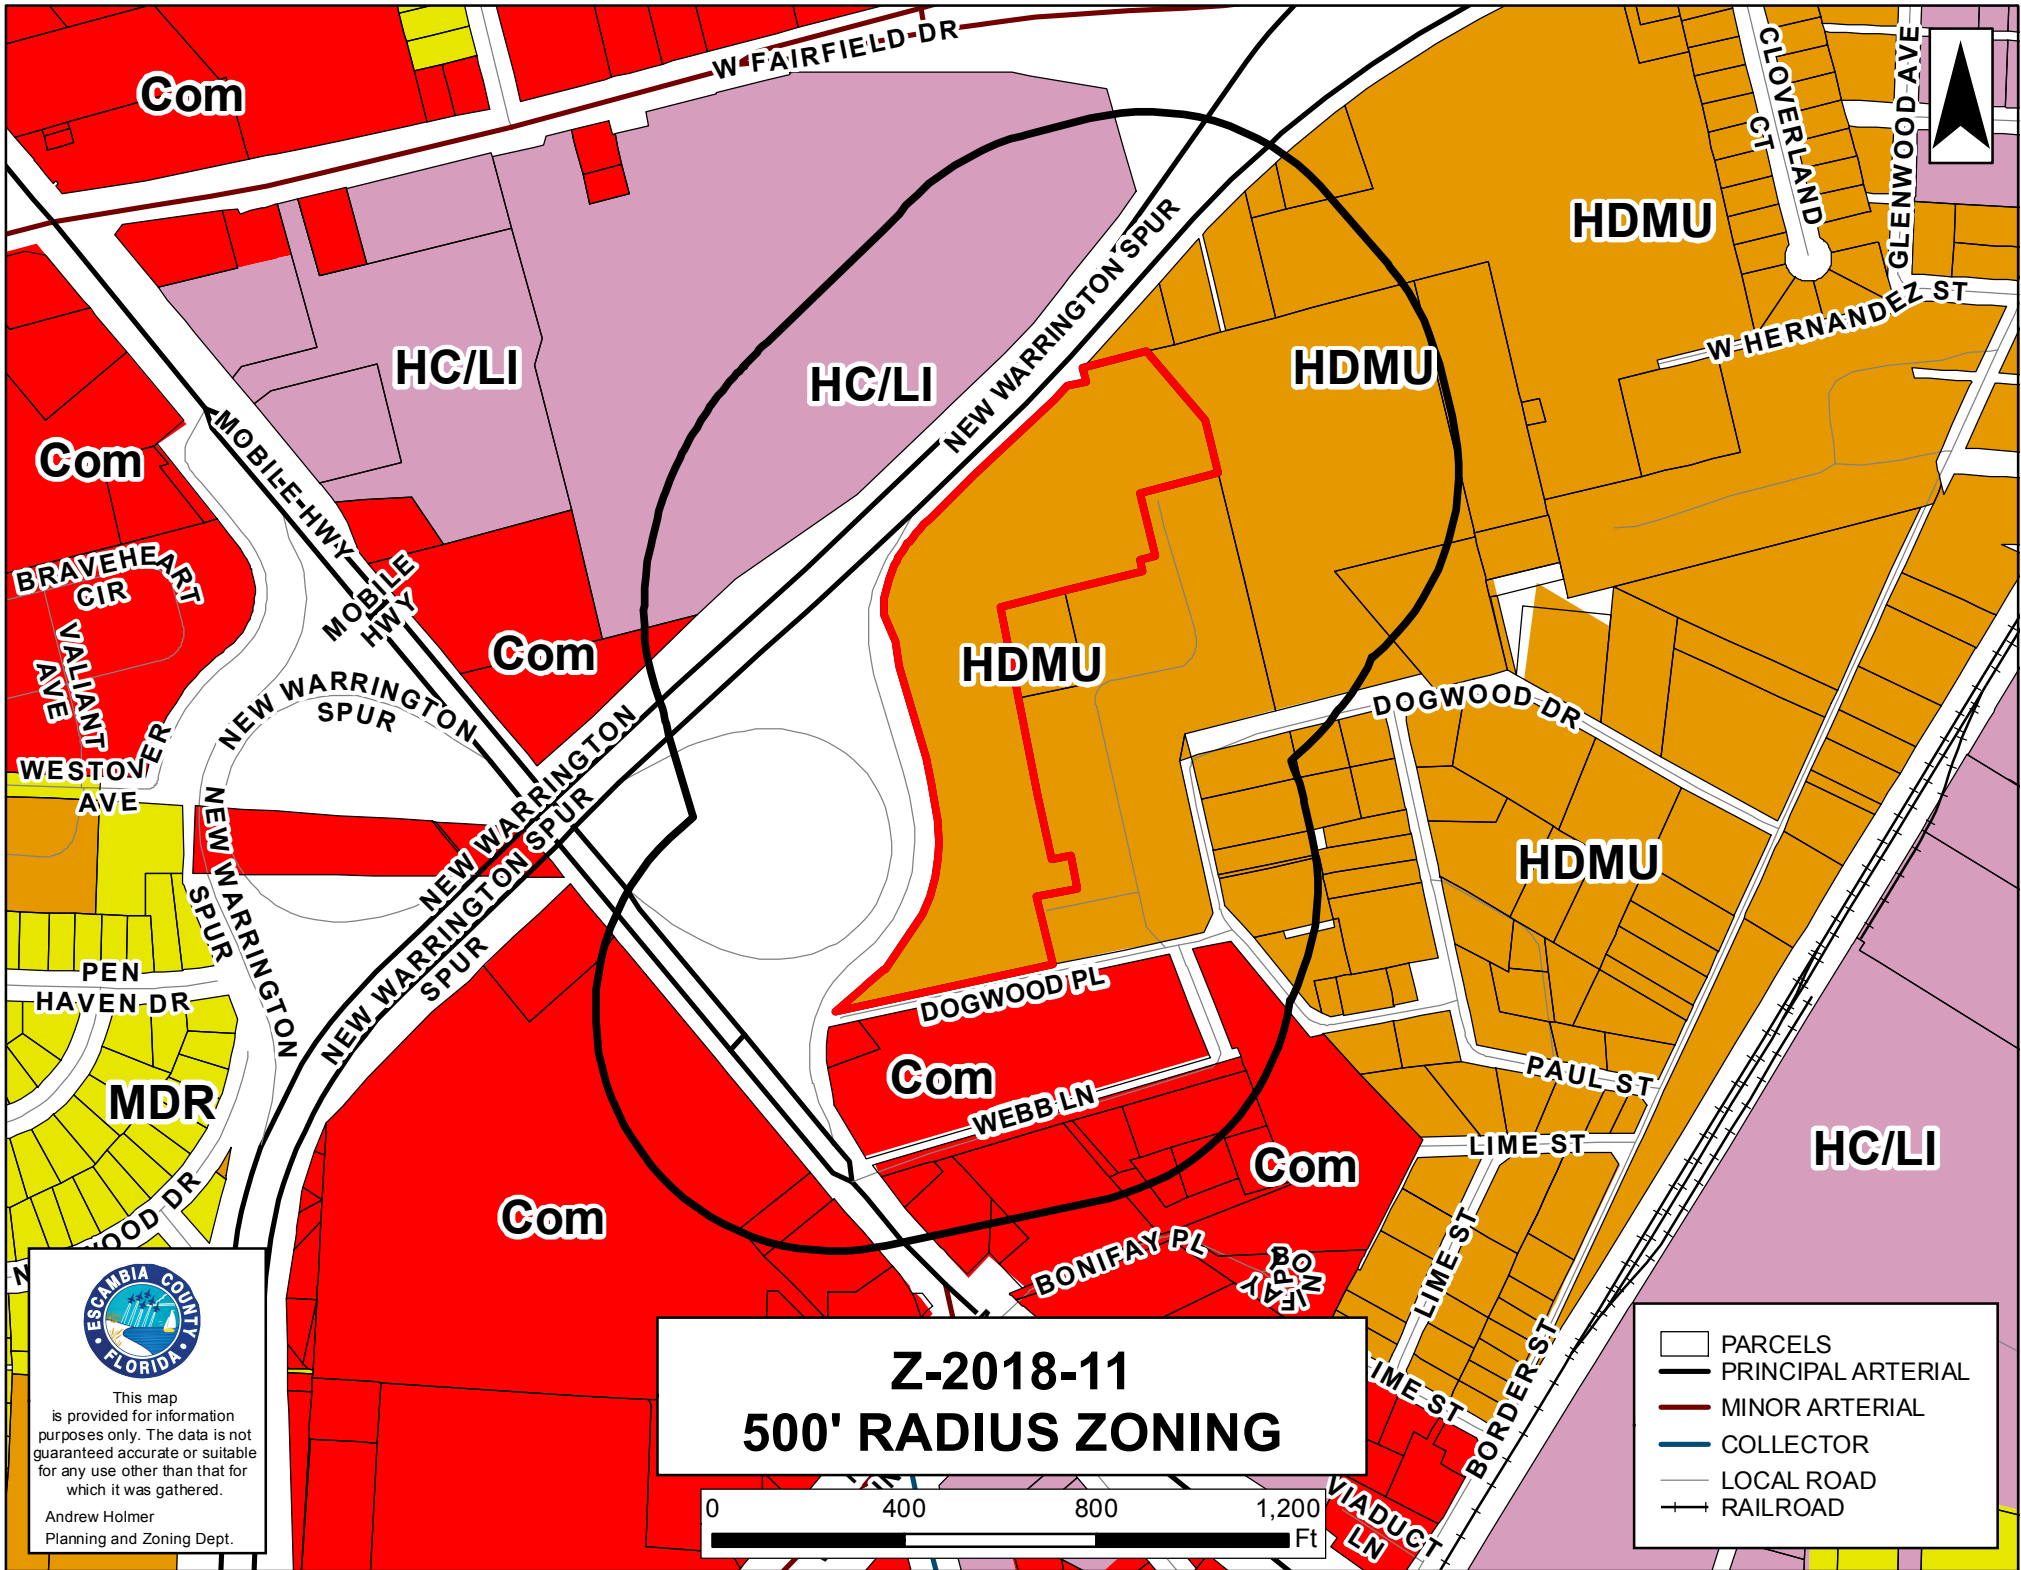 W FAIRFIELD DR
Com
CLOVERLAND
CT
GLENWOOD AVE
HDMU
NEW WARRINGTON SPUR
W HERNANDEZ ST
HC/LI
HC/LI
HDMU
MOBILE HWY
Com
BRAVEHEART
CIR
MOBILE
HWY
VALIANT
AVE
Com
HDMU
NEW WARRINGTON
SPUR
DOGWOOD DR
WESTOVER
AVE
NEW WARRINGTON
SPUR
NEW WARRINGTON
NEW WARRINGTON SPUR
SPUR
HDMU
PEN
HAVEN DR
DOGWOOD PL
Com
MDR
WEBB LN
PAUL ST
LIME ST
HC/LI
Com
Com
OOD DR
BONIFAY PL
BONIFAY PL
LIME ST
IME ST
BORDER ST
VIADUCT
LN
ESCAMBIA COUNTY
FLORIDA
This map
is provided for information
purposes only. The data is not
guaranteed accurate or suitable
for any use other than that for
which it was gathered.
Andrew Holmer
Planning and Zoning Dept.
Z-2018-11
500' RADIUS ZONING
0 400 800 1,200
Ft
PARCELS
PRINCIPAL ARTERIAL
MINOR ARTERIAL
COLLECTOR
LOCAL ROAD
RAILROAD